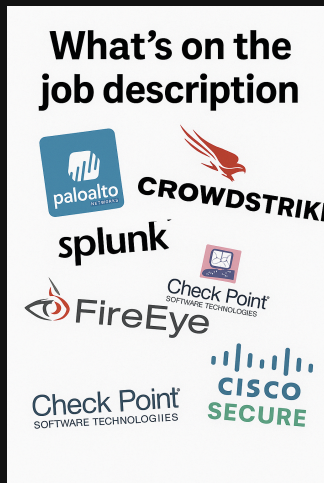 What's on the
job description
paloalto
NETWORKS
CROWDSTRIKE
splunk
Check Point
SOFTWARE TECHNOLOGIES
FireEye
Check Point
SOFTWARE TECHNOLOGIIES
CISCO
SECURE